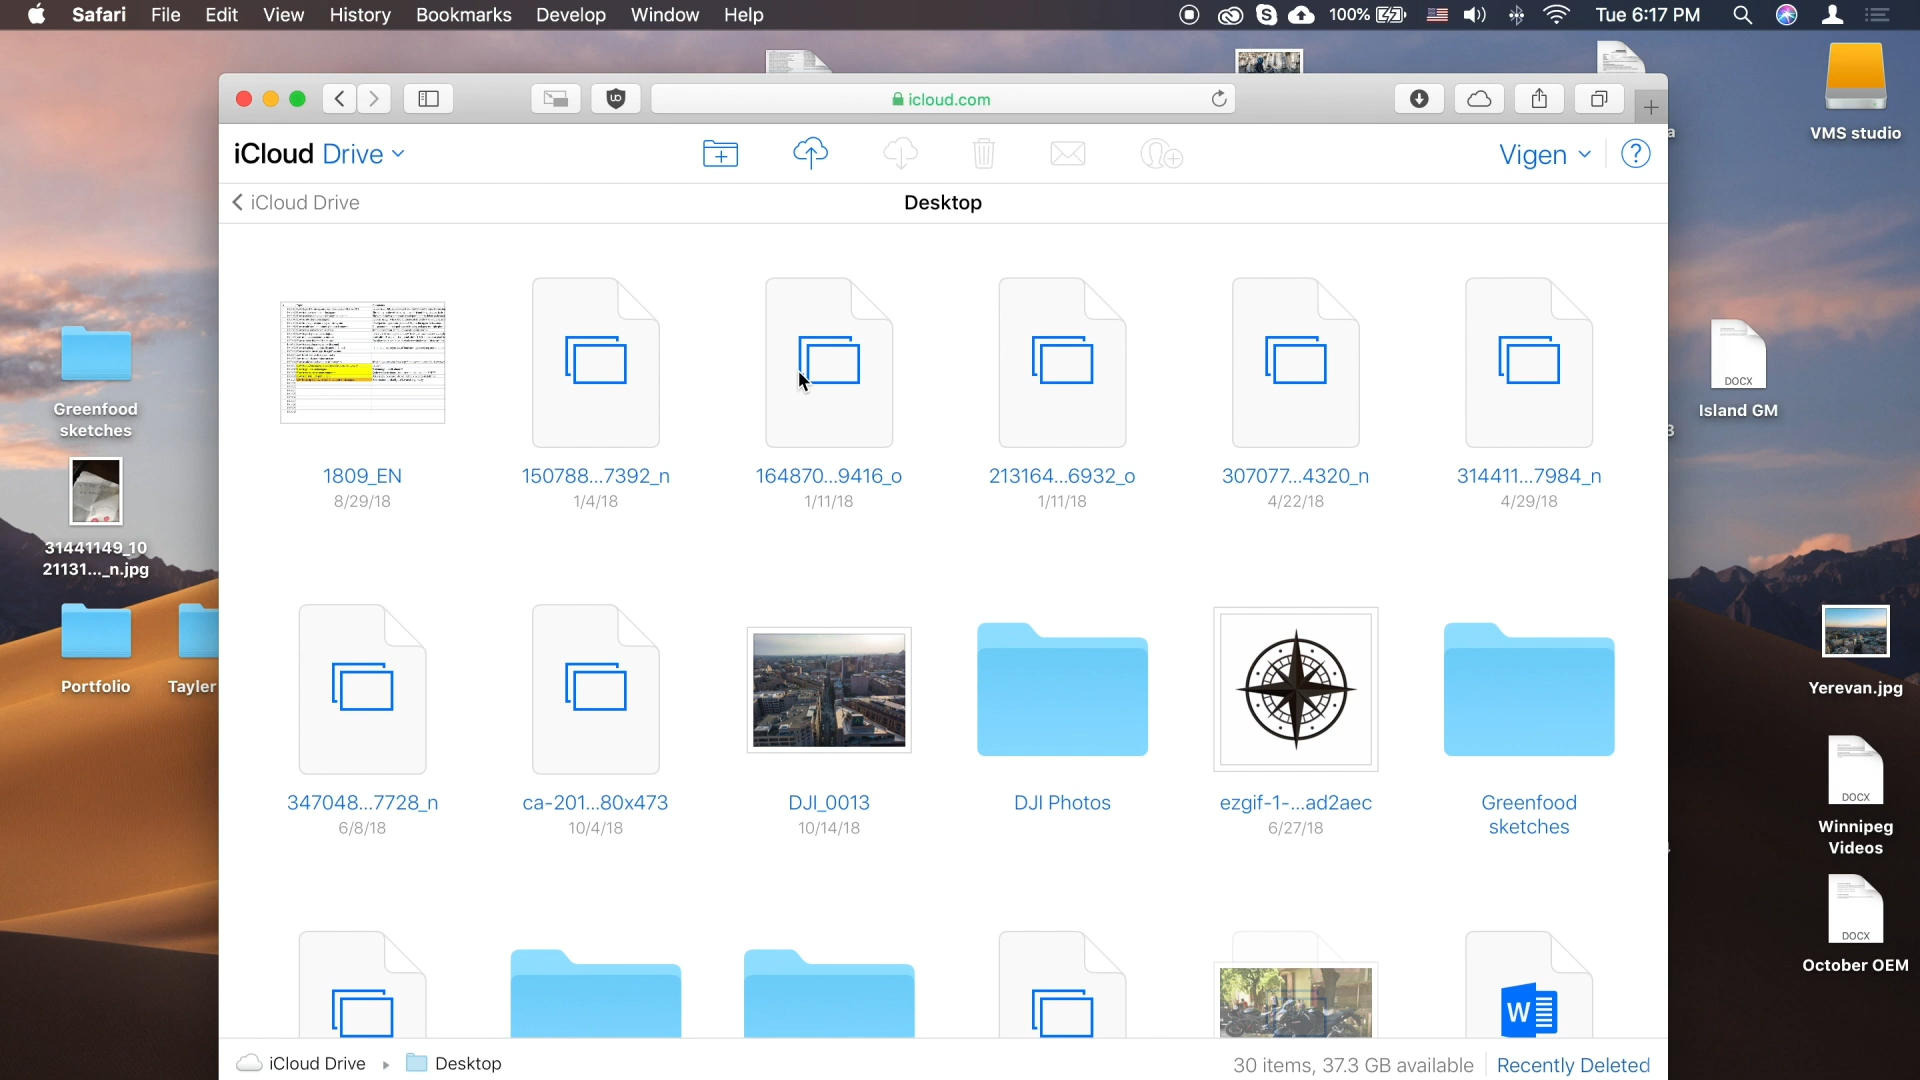 Safari File Edit View History Bookmarks Develop Window Help 100% Tue 6:17 PM
icloud.com
VMS studio
iCloud Drive Vigen ?
iCloud Drive Desktop
Greenfood
sketches
31441149_10
21131..._n.jpg
Portfolio
Tayler
1809_EN
8/29/18
150788...7392_n
1/4/18
164870...9416_o
1/11/18
213164...6932_o
1/11/18
307077...4320_n
4/22/18
314411...7984_n
4/29/18
347048...7728_n
6/8/18
ca-201...80x473
10/4/18
DJI_0013
10/14/18
DJI Photos
ezgif-1-...ad2aec
6/27/18
Greenfood
sketches
W
DOCX
Island GM
Yerevan.jpg
DOCX
Winnipeg
Videos
DOCX
October OEM
iCloud Drive Desktop 30 items, 37.3 GB available Recently Deleted